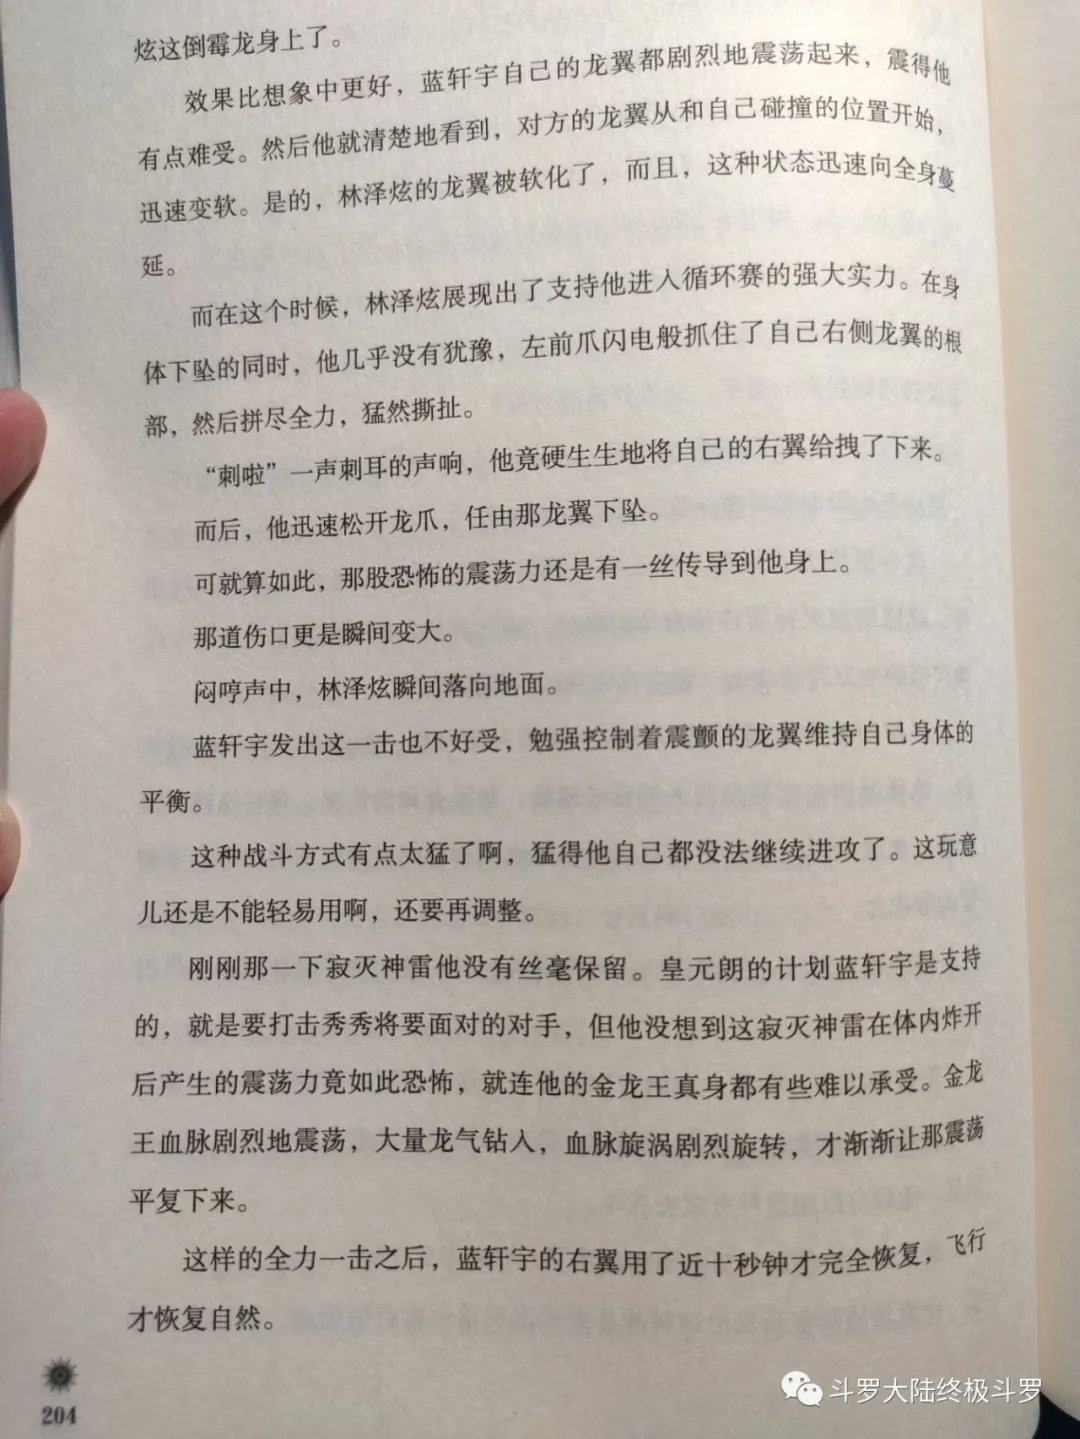 炫这倒霉龙身上了。
效果比想象中更好，蓝轩宇自己的龙翼都剧烈地震荡起来，震得他
有点难受。然后他就清楚地看到，对方的龙翼从和自己碰撞的位置开始，
迅速变软。是的，林泽炫的龙翼被软化了，而且，这种状态迅速向全身蔓
延。
而在这个时候，林泽炫展现出了支持他进入循环赛的强大实力。在身
体下坠的同时，他几乎没有犹豫，左前爪闪电般抓住了自己右侧龙翼的根
部，然后拼尽全力，猛然撕扯。
“刺啦”一声刺耳的声响，他竟硬生生地将自己的右翼给拽了下来。
而后，他迅速松开龙爪，任由那龙翼下坠。
可就算如此，那股恐怖的震荡力还是有一丝传导到他身上。
那道伤口更是瞬间变大。
闷哼声中，林泽炫瞬间落向地面。
蓝轩宇发出这一击也不好受，勉强控制着震颤的龙翼维持自己身体的
平衡。
这种战斗方式有点太猛了啊，猛得他自己都没法继续进攻了。这玩意
儿还是不能轻易用啊，还要再调整。
刚刚那一下寂灭神雷他没有丝毫保留。皇元朗的计划蓝轩宇是支持
的，就是要打击秀秀将要面对的对手，但他没想到这寂灭神雷在体内炸开
后产生的震荡力竟如此恐怖，就连他的金龙王真身都有些难以承受。金龙
王血脉剧烈地震荡，大量龙气钻入，血脉旋涡剧烈旋转，才渐渐让那震荡
平复下来。
这样的全力一击之后，蓝轩宇的右翼用了近十秒钟才完全恢复，飞行
才恢复自然。
204
斗罗大陆终极斗罗